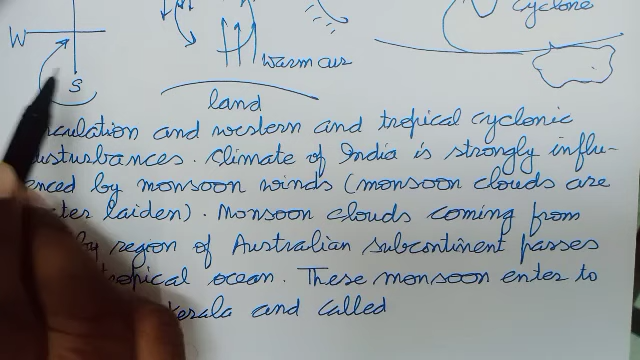 cyclone
W
S
warm air
land
culation and western and tropical cyclonic
disturbances. Climate of India is strongly influ-
enced by monsoon winds (monsoon clouds are
laiden). Monsoon clouds coming from
by region of Australian subcontinent passes
tropical ocean. These monsoon enter to
Kerala and called